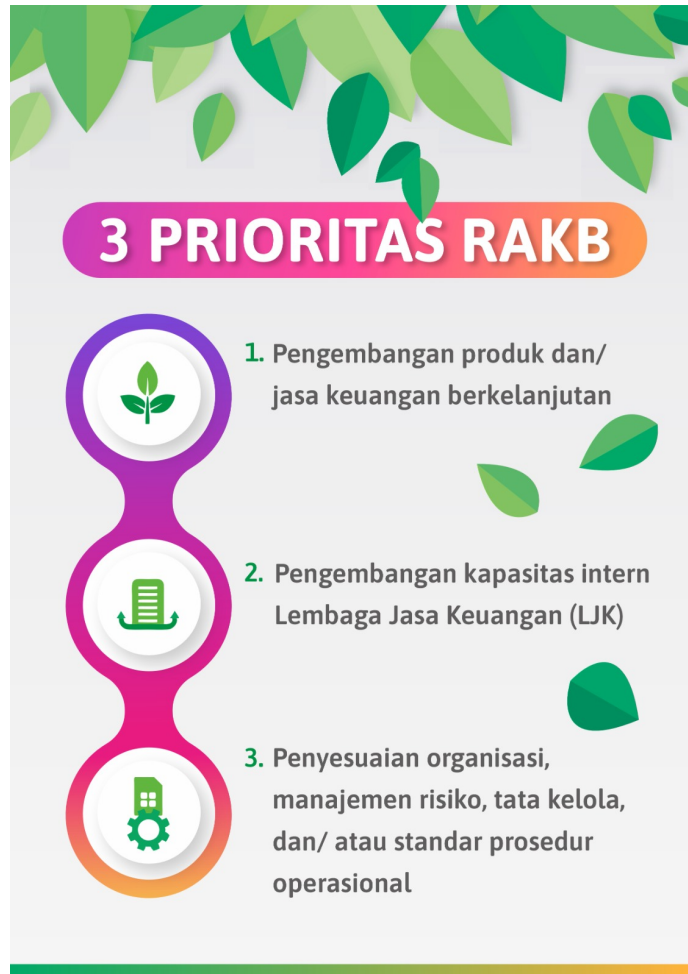 3 PRIORITAS RAKB
1. Pengembangan produk dan/
jasa keuangan berkelanjutan
2. Pengembangan kapasitas intern
Lembaga Jasa Keuangan (LJK)
3. Penyesuaian organisasi,
manajemen risiko, tata kelola,
dan/ atau standar prosedur
operasional